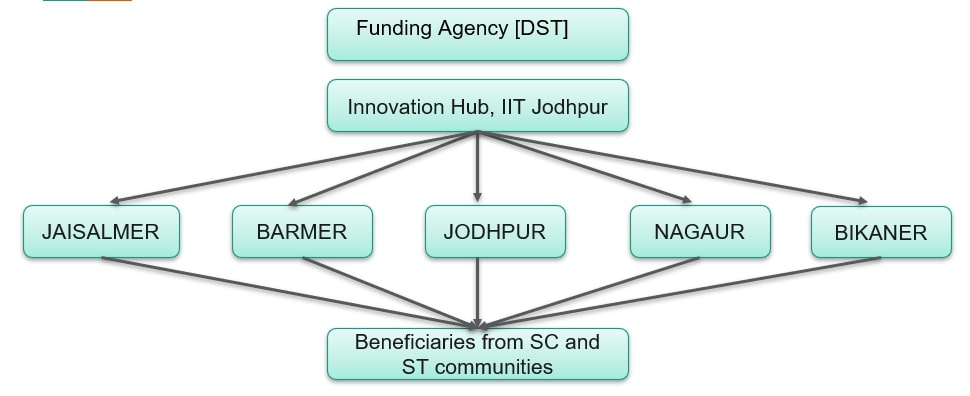 Funding Agency [DST]
Innovation Hub, IIT Jodhpur
JAISALMER
BARMER
JODHPUR
NAGAUR
BIKANER
Beneficiaries from SC and
ST communities